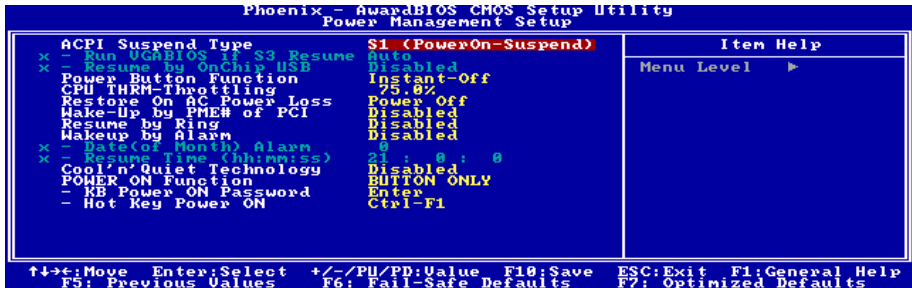 Phoenix - AwardBIOS CMOS Setup Utility
Power Management Setup
ACPI Suspend Type S1 (PowerOn-Suspend) Item Help
x - Run VGABIOS if S3 Resume Auto
x - Resume by OnChip USB Disabled Menu Level ►
Power Button Function Instant-Off
CPU THRM-Throttling 75.0%
Restore On AC Power Loss Power Off
Wake-Up by PME# of PCI Disabled
Resume by Ring Disabled
Wakeup by Alarm Disabled
x - Date(of Month) Alarm 0
x - Resume Time (hh:mm:ss) 21 : 0 : 0
Cool'n'Quiet Technology Disabled
POWER ON Function BUTTON ONLY
- KB Power ON Password Enter
- Hot Key Power ON Ctrl-F1
↑↓→←:Move Enter:Select +/-/PU/PD:Value F10:Save ESC:Exit F1:General Help
F5: Previous Values F6: Fail-Safe Defaults F7: Optimized Defaults